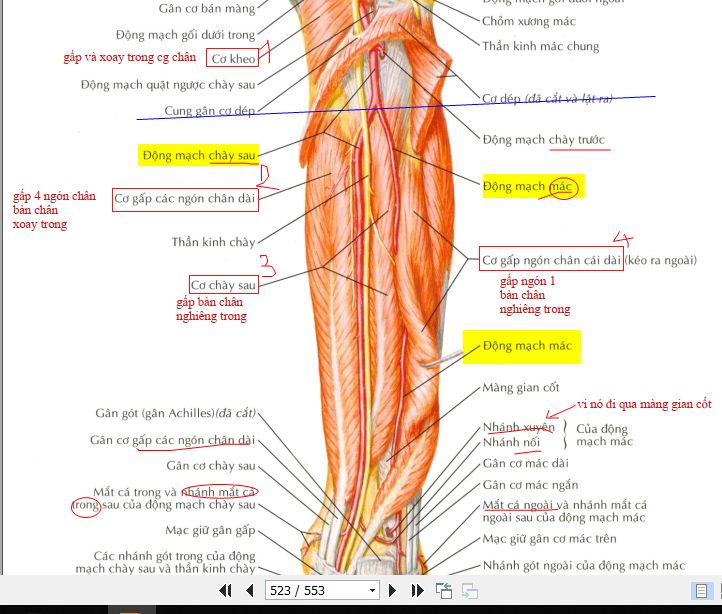 Gân cơ bán màng
Động mạch gối dưới ngoài
Động mạch gối dưới trong
Chỏm xương mác
gấp và xoay trong cg chân
Cơ kheo
1
Thần kinh mác chung
Động mạch quặt ngược chày sau
Cung gân cơ dép
Cơ dép (đã cắt và lật ra)
Động mạch chày trước
Động mạch chày sau
2
Động mạch mác
gấp 4 ngón chân
bàn chân
xoay trong
Cơ gấp các ngón chân dài
Thần kinh chày
4
3
Cơ gấp ngón chân cái dài (kéo ra ngoài)
Cơ chày sau
gấp bàn chân
nghiêng trong
gấp ngón 1
bàn chân
nghiêng trong
Động mạch mác
Màng gian cốt
vì nó đi qua màng gian cốt
Gân gót (gân Achilles)(đã cắt)
Nhánh xuyên
Nhánh nối
Của động
mạch mác
Gân cơ gấp các ngón chân dài
Gân cơ chày sau
Gân cơ mác dài
Gân cơ mác ngắn
Mắt cá trong và nhánh mắt cá
trong sau của động mạch chày sau
Mắt cá ngoài và nhánh mắt cá
ngoài sau của động mạch mác
Mạc giữ gân gấp
Mạc giữ gân cơ mác trên
Các nhánh gót trong của động
mạch chày sau và thần kinh chày
Nhánh gót ngoài của động mạch mác
523 / 553